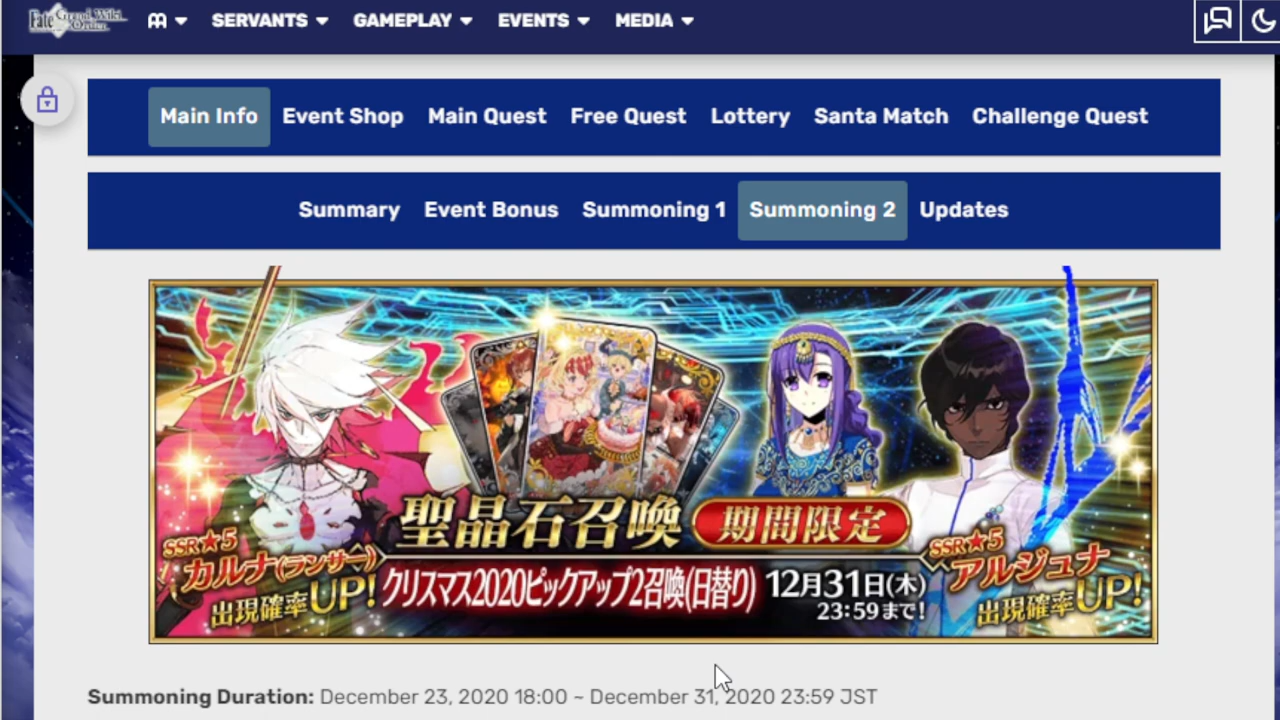 Fate Grand Order Wiki
SERVANTS GAMEPLAY EVENTS MEDIA
Main Info Event Shop Main Quest Free Quest Lottery Santa Match Challenge Quest
Summary Event Bonus Summoning 1 Summoning 2 Updates
聖晶石召喚 期間限定
SSR★5
カルナ(ランサー)
出現確率UP!
クリスマス2020ピックアップ2召喚(日替り)
12月31日(木)
23:59まで!
SSR★5
アルジュナ
出現確率UP!
Summoning Duration: December 23, 2020 18:00 ~ December 31, 2020 23:59 JST